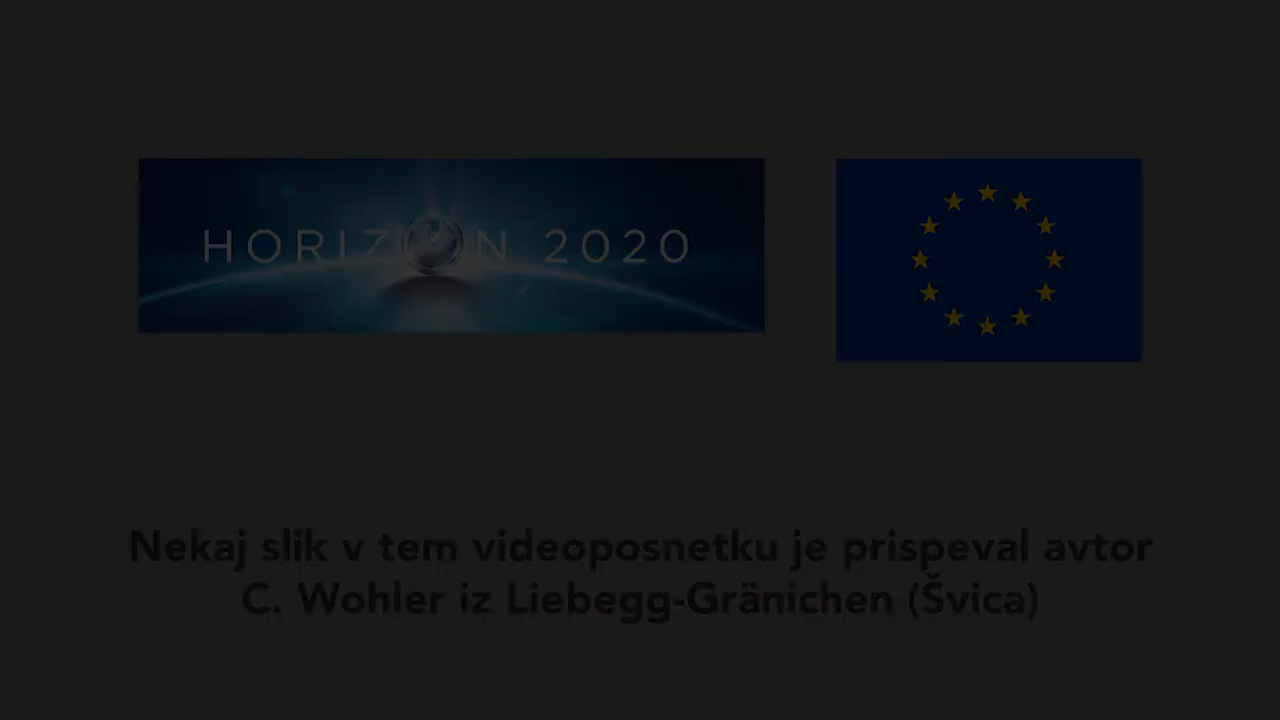 HORIZON 2020
Nekaj slik v tem videoposnetku je prispeval avtor
C. Wohler iz Liebegg-Gränichen (Švica)